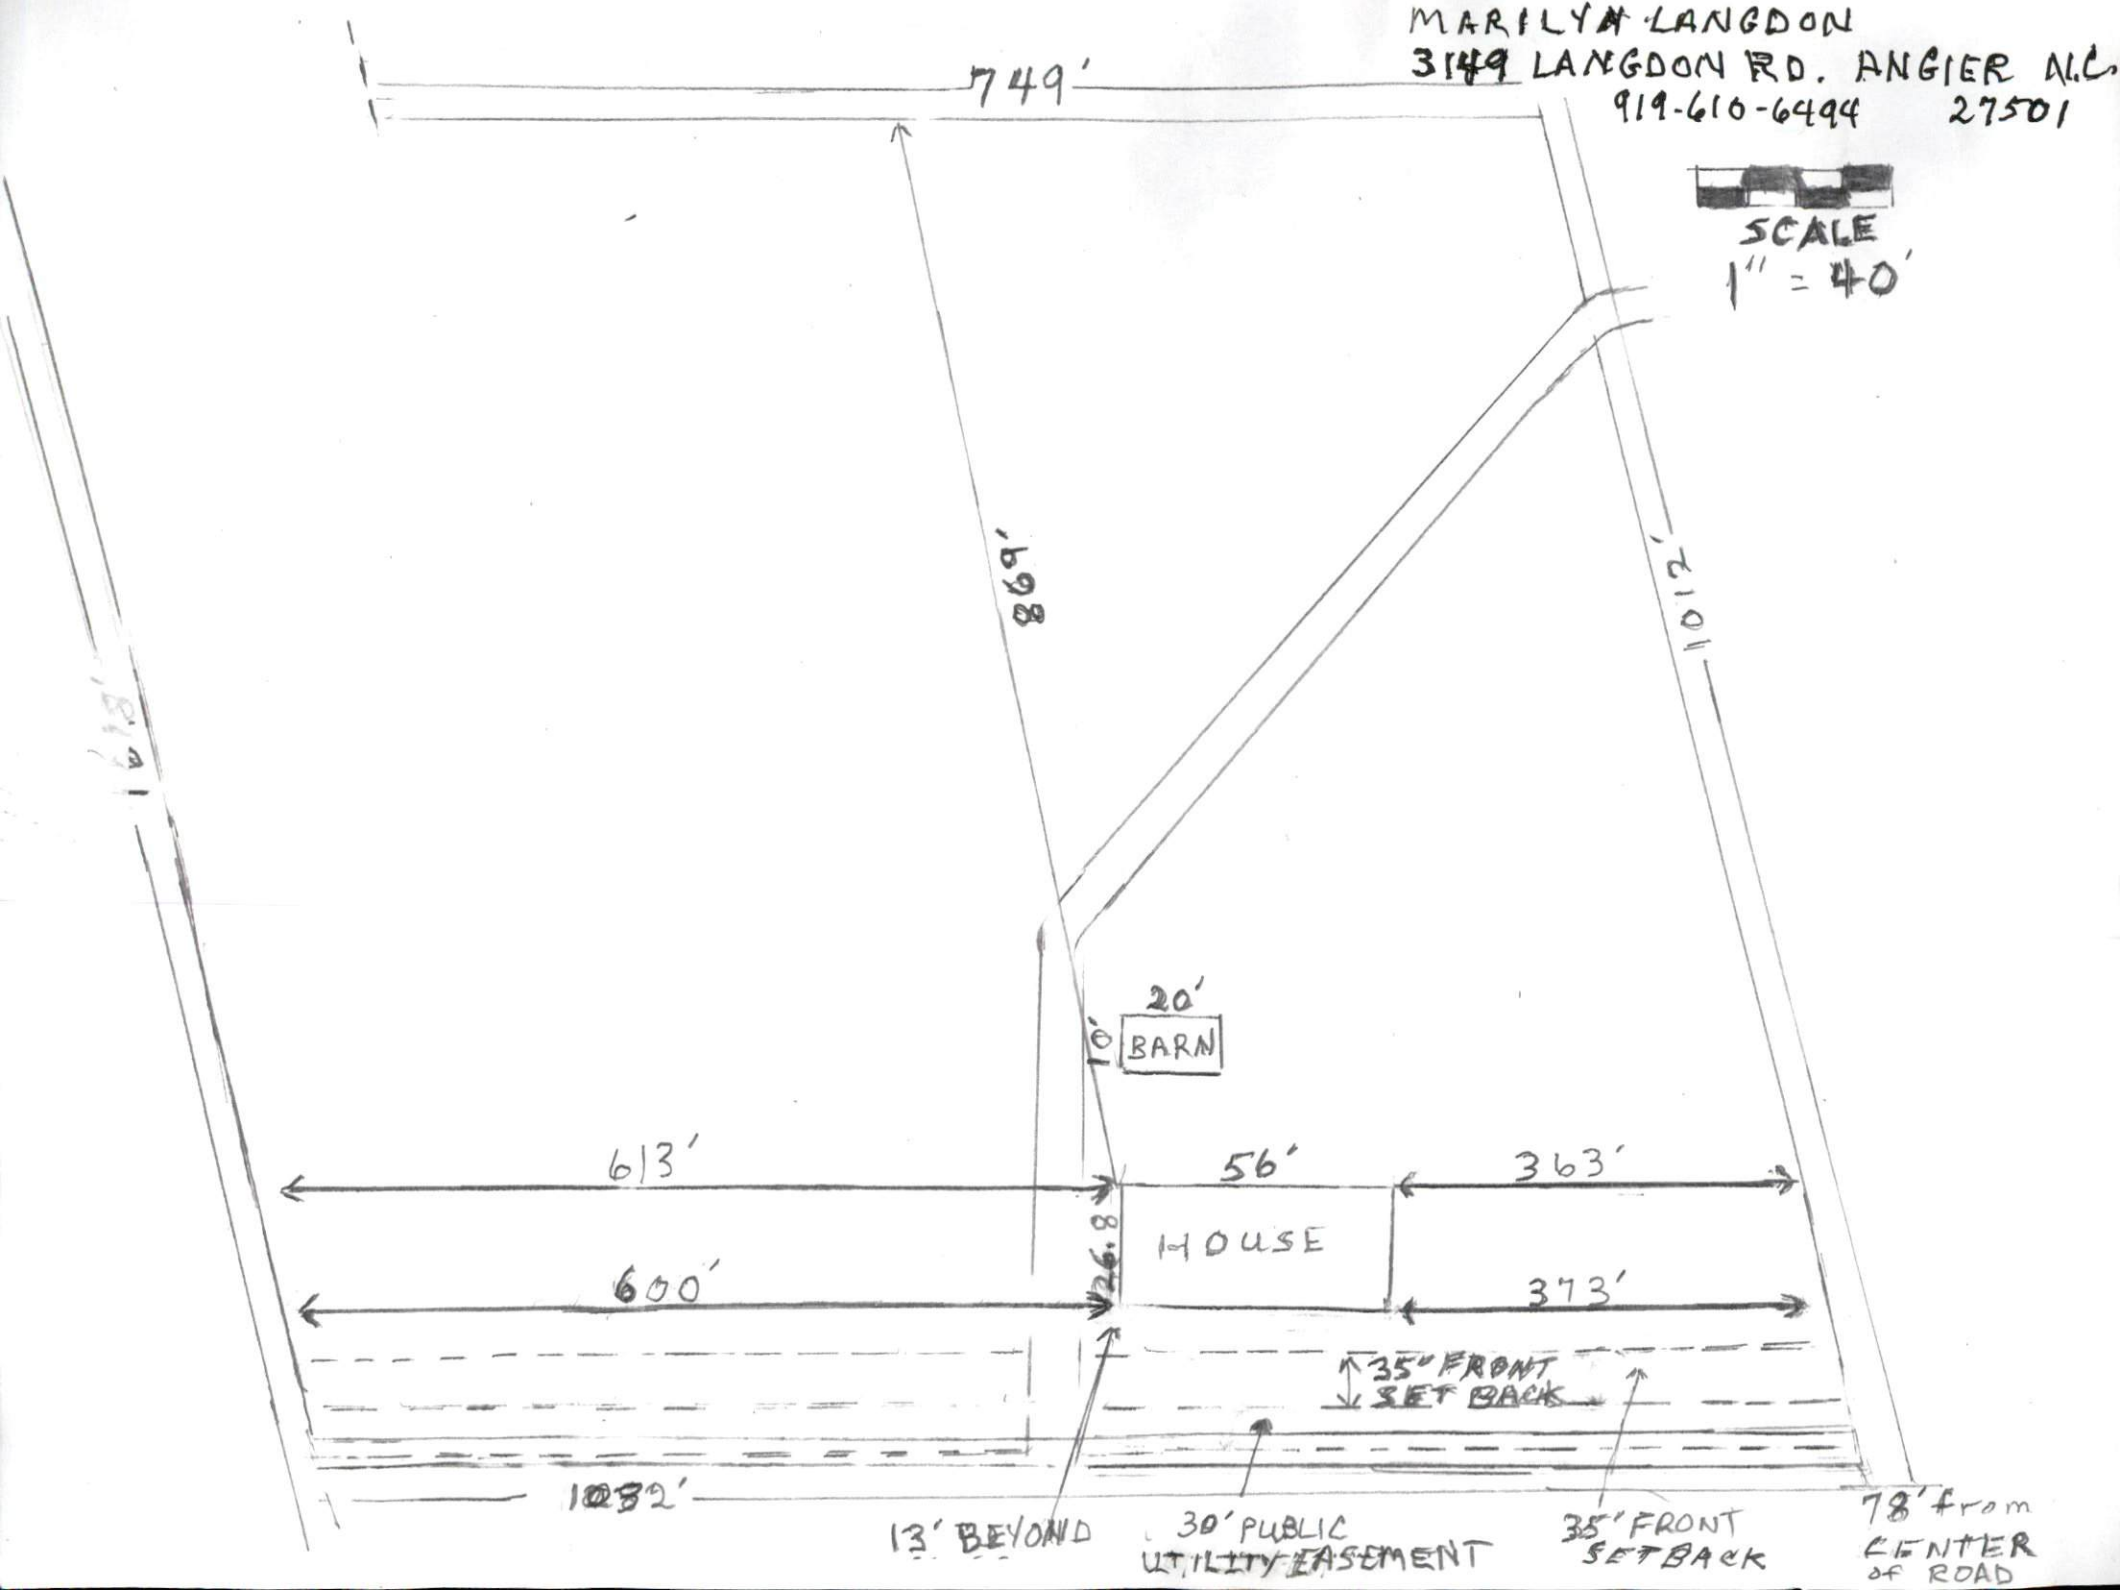 MARILYN LANGDON
3149 LANGDON RD. ANGIER N.C.
919-610-6494 27501
749'
SCALE
1" = 40'
869'
1012'
1618'
20'
10'
BARN
613'
56'
363'
HOUSE
26.8
600'
373'
35" FRONT
SET BACK
1032'
13' BEYOND
30' PUBLIC
UTILITY EASEMENT
35' FRONT
SETBACK
78' from
CENTER
of ROAD